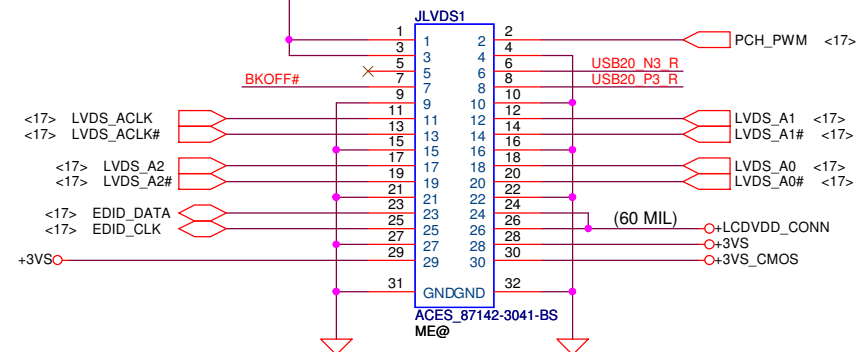 JLVDS1
1 1 2 2 PCH_PWM <17>
3 3 4 4
5 5 6 6 USB20_N3_R
BKOFF# 7 7 8 8 USB20_P3_R
9 9 10 10
<17> LVDS_ACLK 11 11 12 12 LVDS_A1 <17>
<17> LVDS_ACLK# 13 13 14 14 LVDS_A1# <17>
15 15 16 16
<17> LVDS_A2 17 17 18 18 LVDS_A0 <17>
<17> LVDS_A2# 19 19 20 20 LVDS_A0# <17>
21 21 22 22
<17> EDID_DATA 23 23 24 24
<17> EDID_CLK 25 25 26 26 (60 MIL) +LCDVDD_CONN
27 27 28 28 +3VS
+3VS 29 29 30 30 +3VS_CMOS
31 GND GND 32
ACES_87142-3041-BS
ME@